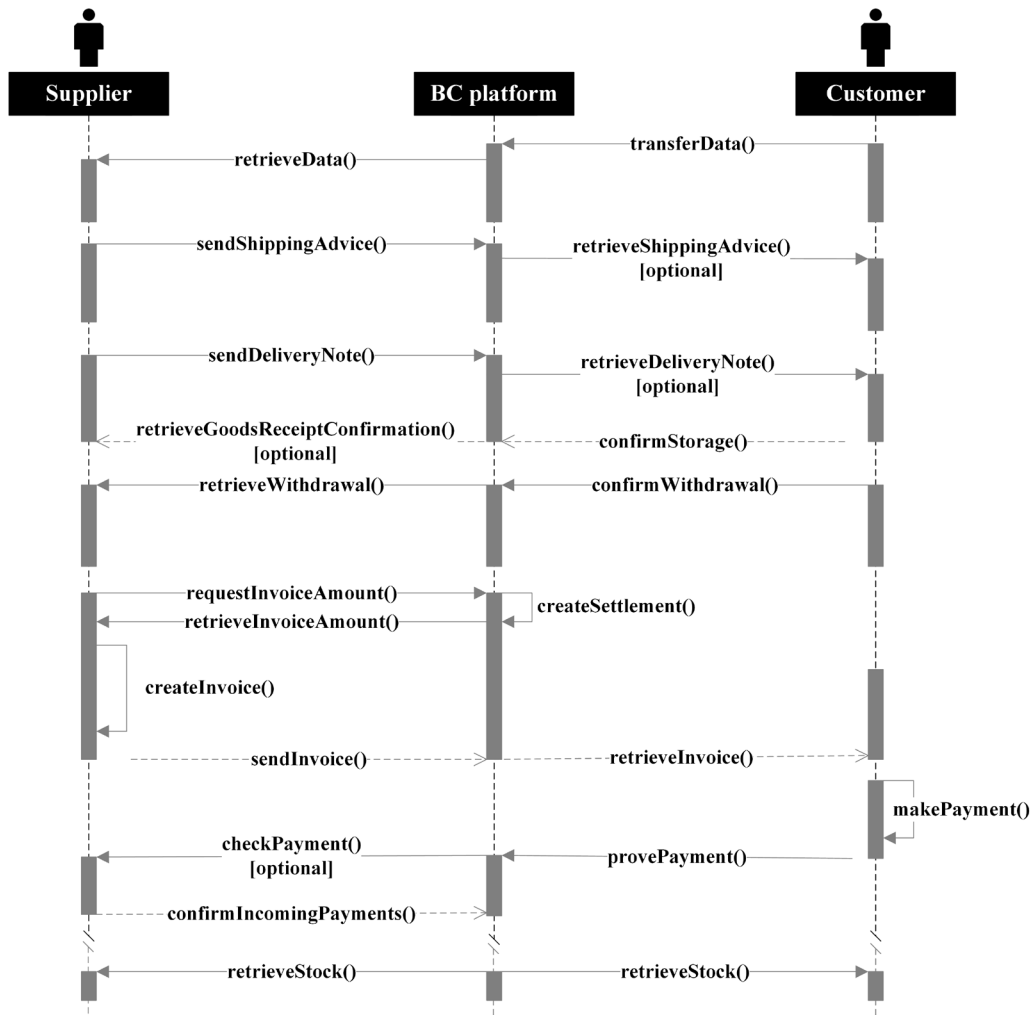 Supplier
BC platform
Customer
transferData()
retrieveData()
sendShippingAdvice()
retrieveShippingAdvice()
[optional]
sendDeliveryNote()
retrieveDeliveryNote()
[optional]
retrieveGoodsReceiptConfirmation()
[optional]
confirmStorage()
retrieveWithdrawal()
confirmWithdrawal()
requestInvoiceAmount()
createSettlement()
retrieveInvoiceAmount()
createInvoice()
sendInvoice()
retrieveInvoice()
makePayment()
checkPayment()
[optional]
provePayment()
confirmIncomingPayments()
retrieveStock()
retrieveStock()